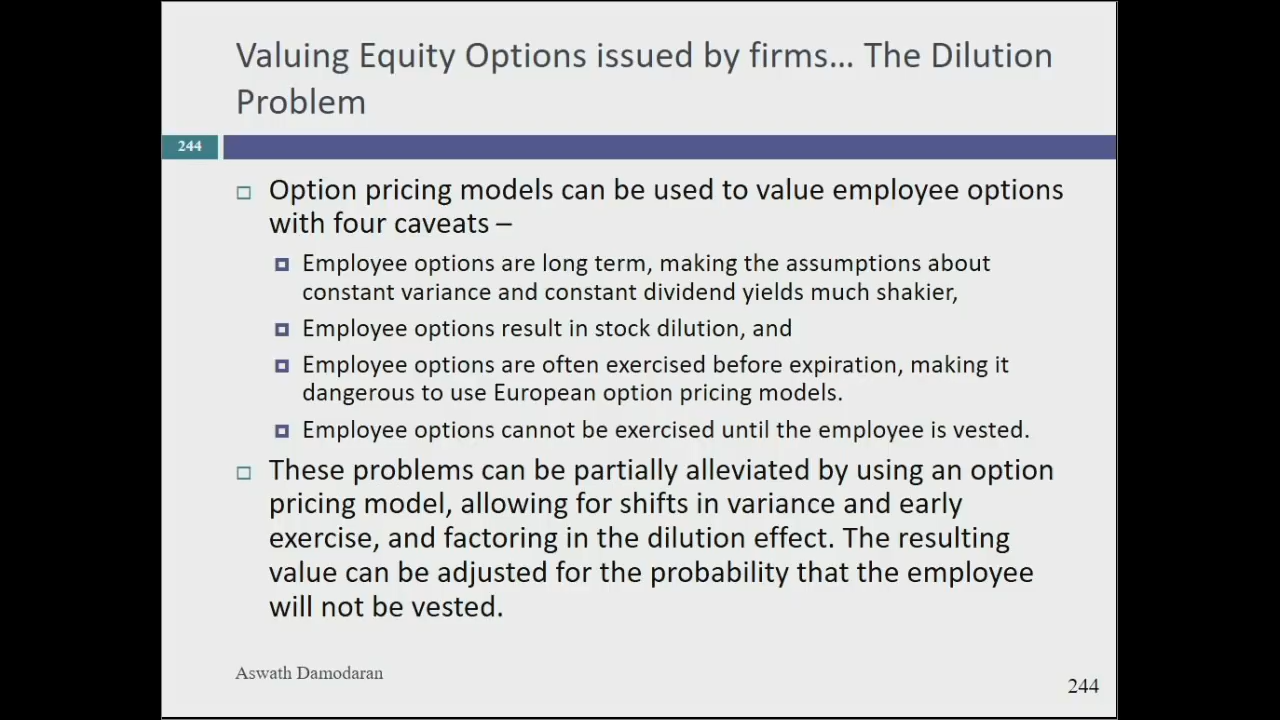 Valuing Equity Options issued by firms… The Dilution
Problem
244
Option pricing models can be used to value employee options
with four caveats –
Employee options are long term, making the assumptions about
constant variance and constant dividend yields much shakier,
Employee options result in stock dilution, and
Employee options are often exercised before expiration, making it
dangerous to use European option pricing models.
Employee options cannot be exercised until the employee is vested.
These problems can be partially alleviated by using an option
pricing model, allowing for shifts in variance and early
exercise, and factoring in the dilution effect. The resulting
value can be adjusted for the probability that the employee
will not be vested.
Aswath Damodaran
244